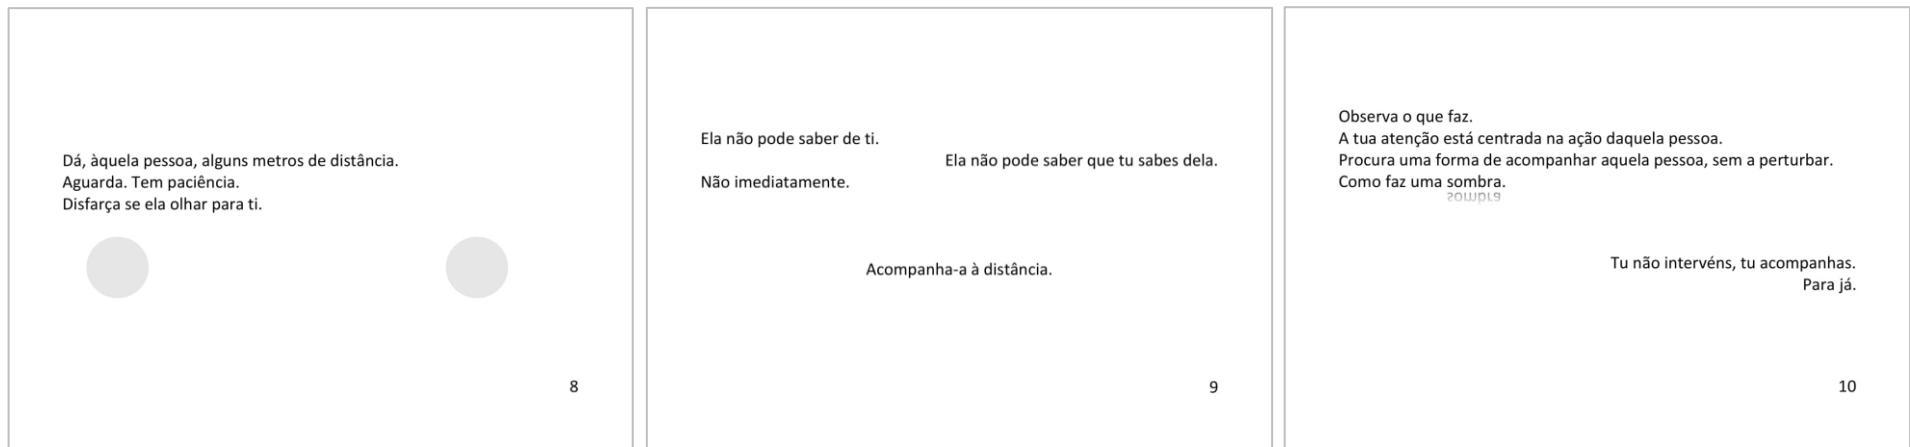 Dá, àquela pessoa, alguns metros de distância.
Aguarda. Tem paciência.
Disfarça se ela olhar para ti.
8
Ela não pode saber de ti.
Ela não pode saber que tu sabes dela.
Não imediatamente.
Acompanha-a à distância.
9
Observa o que faz.
A tua atenção está centrada na ação daquela pessoa.
Procura uma forma de acompanhar aquela pessoa, sem a perturbar.
Como faz uma sombra.
sombra
Tu não intervéns, tu acompanhas.
Para já.
10